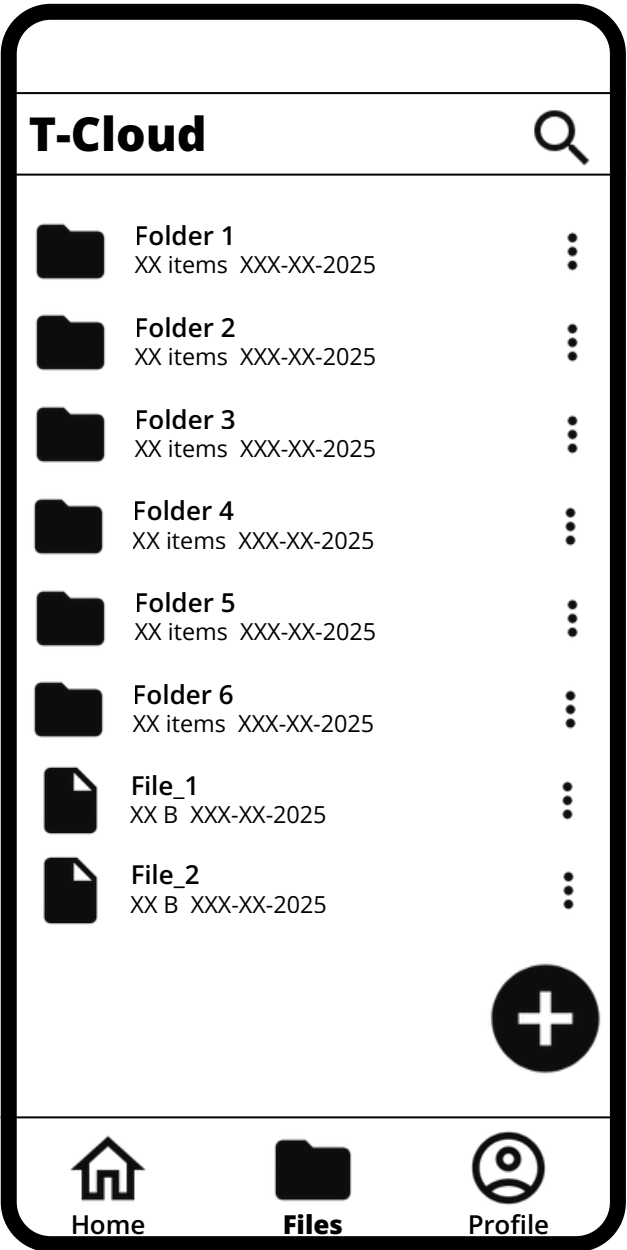 T-Cloud
Folder 1
XX items XXX-XX-2025
Folder 2
XX items XXX-XX-2025
Folder 3
XX items XXX-XX-2025
Folder 4
XX items XXX-XX-2025
Folder 5
XX items XXX-XX-2025
Folder 6
XX items XXX-XX-2025
File_1
XX B XXX-XX-2025
File_2
XX B XXX-XX-2025
Home Files Profile